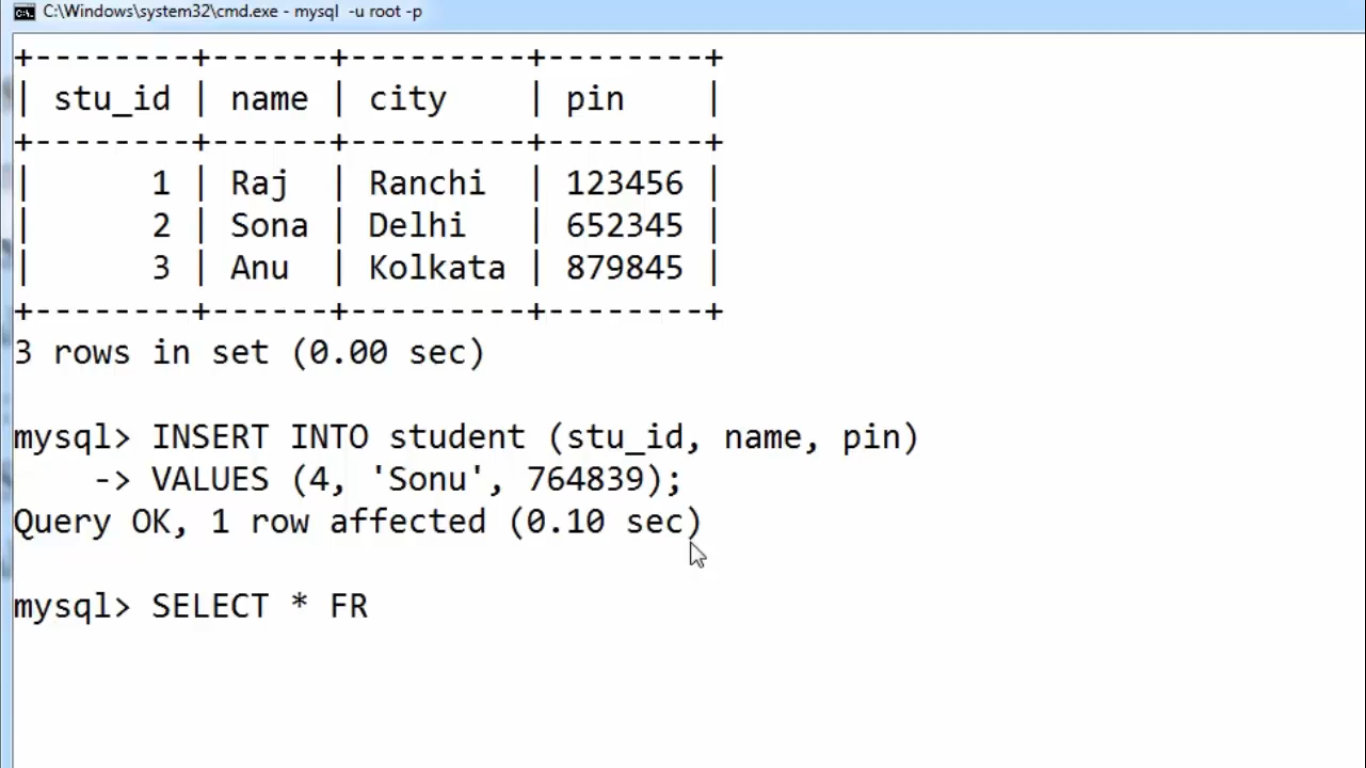 C:\Windows\system32\cmd.exe - mysql  -u root -p
+--------+------+---------+--------+
| stu_id | name | city    | pin    |
+--------+------+---------+--------+
|      1 | Raj  | Ranchi  | 123456 |
|      2 | Sona | Delhi   | 652345 |
|      3 | Anu  | Kolkata | 879845 |
+--------+------+---------+--------+
3 rows in set (0.00 sec)
mysql> INSERT INTO student (stu_id, name, pin)
    -> VALUES (4, 'Sonu', 764839);
Query OK, 1 row affected (0.10 sec)
mysql> SELECT * FR